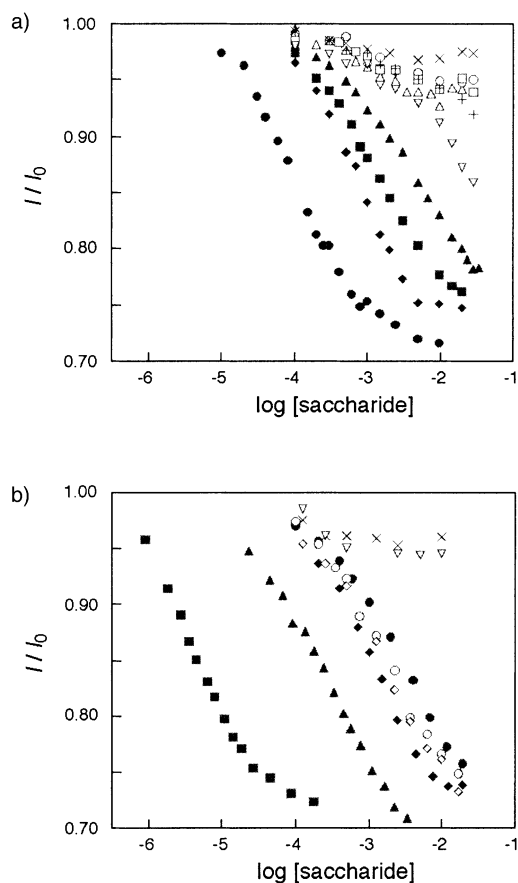 a)
1.00
0.90
0.80
0.70
I / I0
-6 -5 -4 -3 -2 -1
log [saccharide]
b)
1.00
0.90
0.80
0.70
I / I0
-6 -5 -4 -3 -2 -1
log [saccharide]